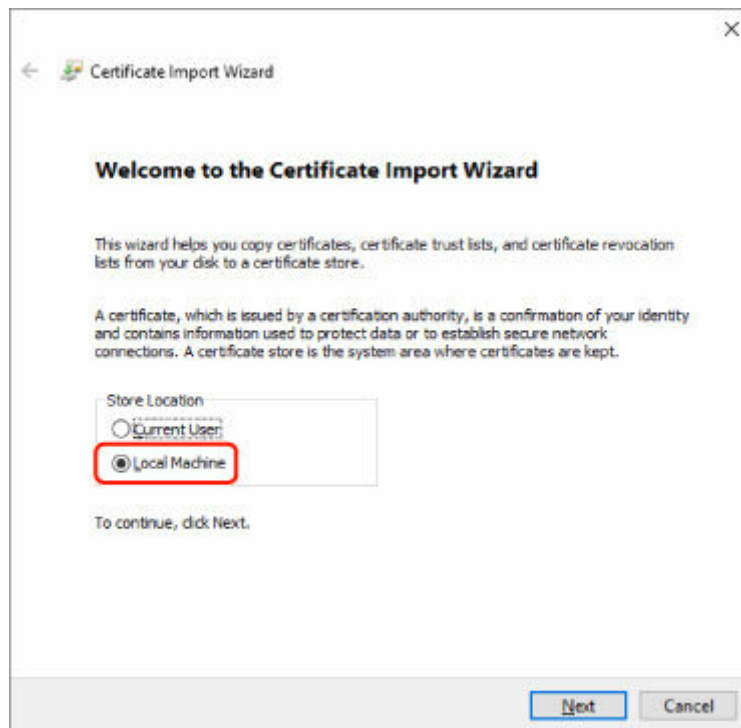 Certificate Import Wizard
Welcome to the Certificate Import Wizard
This wizard helps you copy certificates, certificate trust lists, and certificate revocation
lists from your disk to a certificate store.
A certificate, which is issued by a certification authority, is a confirmation of your identity
and contains information used to protect data or to establish secure network
connections. A certificate store is the system area where certificates are kept.
Store Location
Current User
Local Machine
To continue, click Next.
Next
Cancel